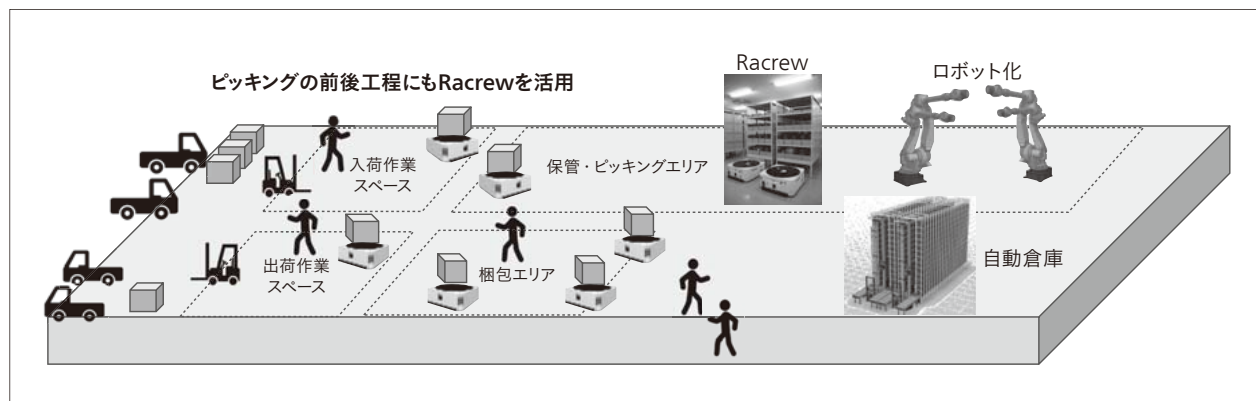 ピッキングの前後工程にもRacrewを活用
Racrew
ロボット化
入荷作業
スペース
保管・ピッキングエリア
出荷作業
スペース
梱包エリア
自動倉庫